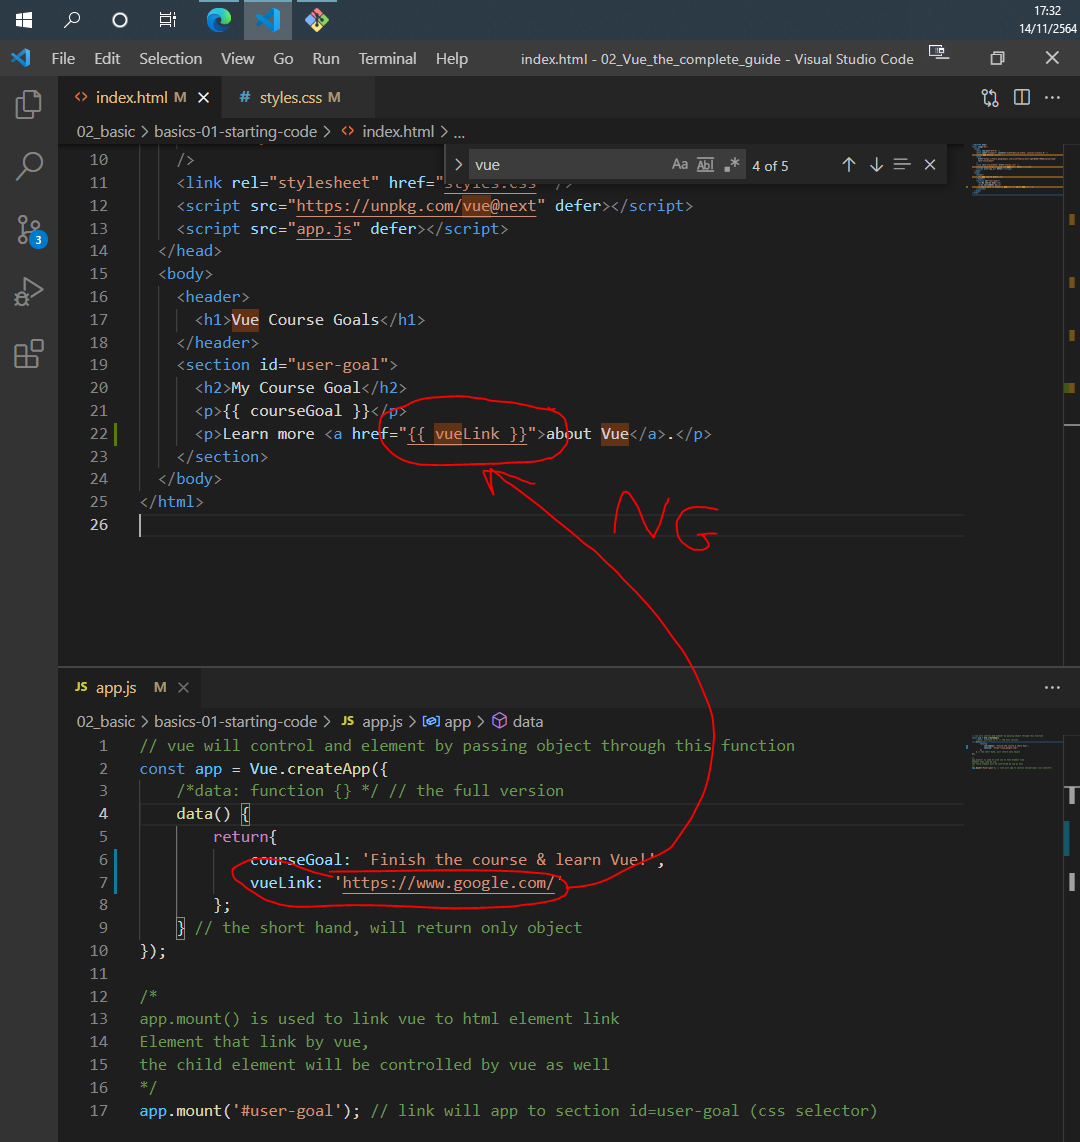 17:32
14/11/2564
File Edit Selection View Go Run Terminal Help
index.html - 02_Vue_the_complete_guide - Visual Studio Code
<> index.html M × # styles.css M
02_basic > basics-01-starting-code > <> index.html > ...
> vue Aa Abl .* 4 of 5
3
10 />
11 <link rel="stylesheet" href="styles.css" />
12 <script src="https://unpkg.com/vue@next" defer></script>
13 <script src="app.js" defer></script>
14 </head>
15 <body>
16 <header>
17 <h1>Vue Course Goals</h1>
18 </header>
19 <section id="user-goal">
20 <h2>My Course Goal</h2>
21 <p>{{ courseGoal }}</p>
22 <p>Learn more <a href="{{ vueLink }}">about Vue</a>.</p>
23 </section>
24 </body>
25 </html>
26
NG
JS app.js M ×
02_basic > basics-01-starting-code > JS app.js > app > data
1 // vue will control and element by passing object through this function
2 const app = Vue.createApp({
3 /*data: function {} */ // the full version
4 data() {
5 return{
6 courseGoal: 'Finish the course & learn Vue!',
7 vueLink: 'https://www.google.com/'
8 };
9 } // the short hand, will return only object
10 });
11
12 /*
13 app.mount() is used to link vue to html element link
14 Element that link by vue,
15 the child element will be controlled by vue as well
16 */
17 app.mount('#user-goal'); // link will app to section id=user-goal (css selector)